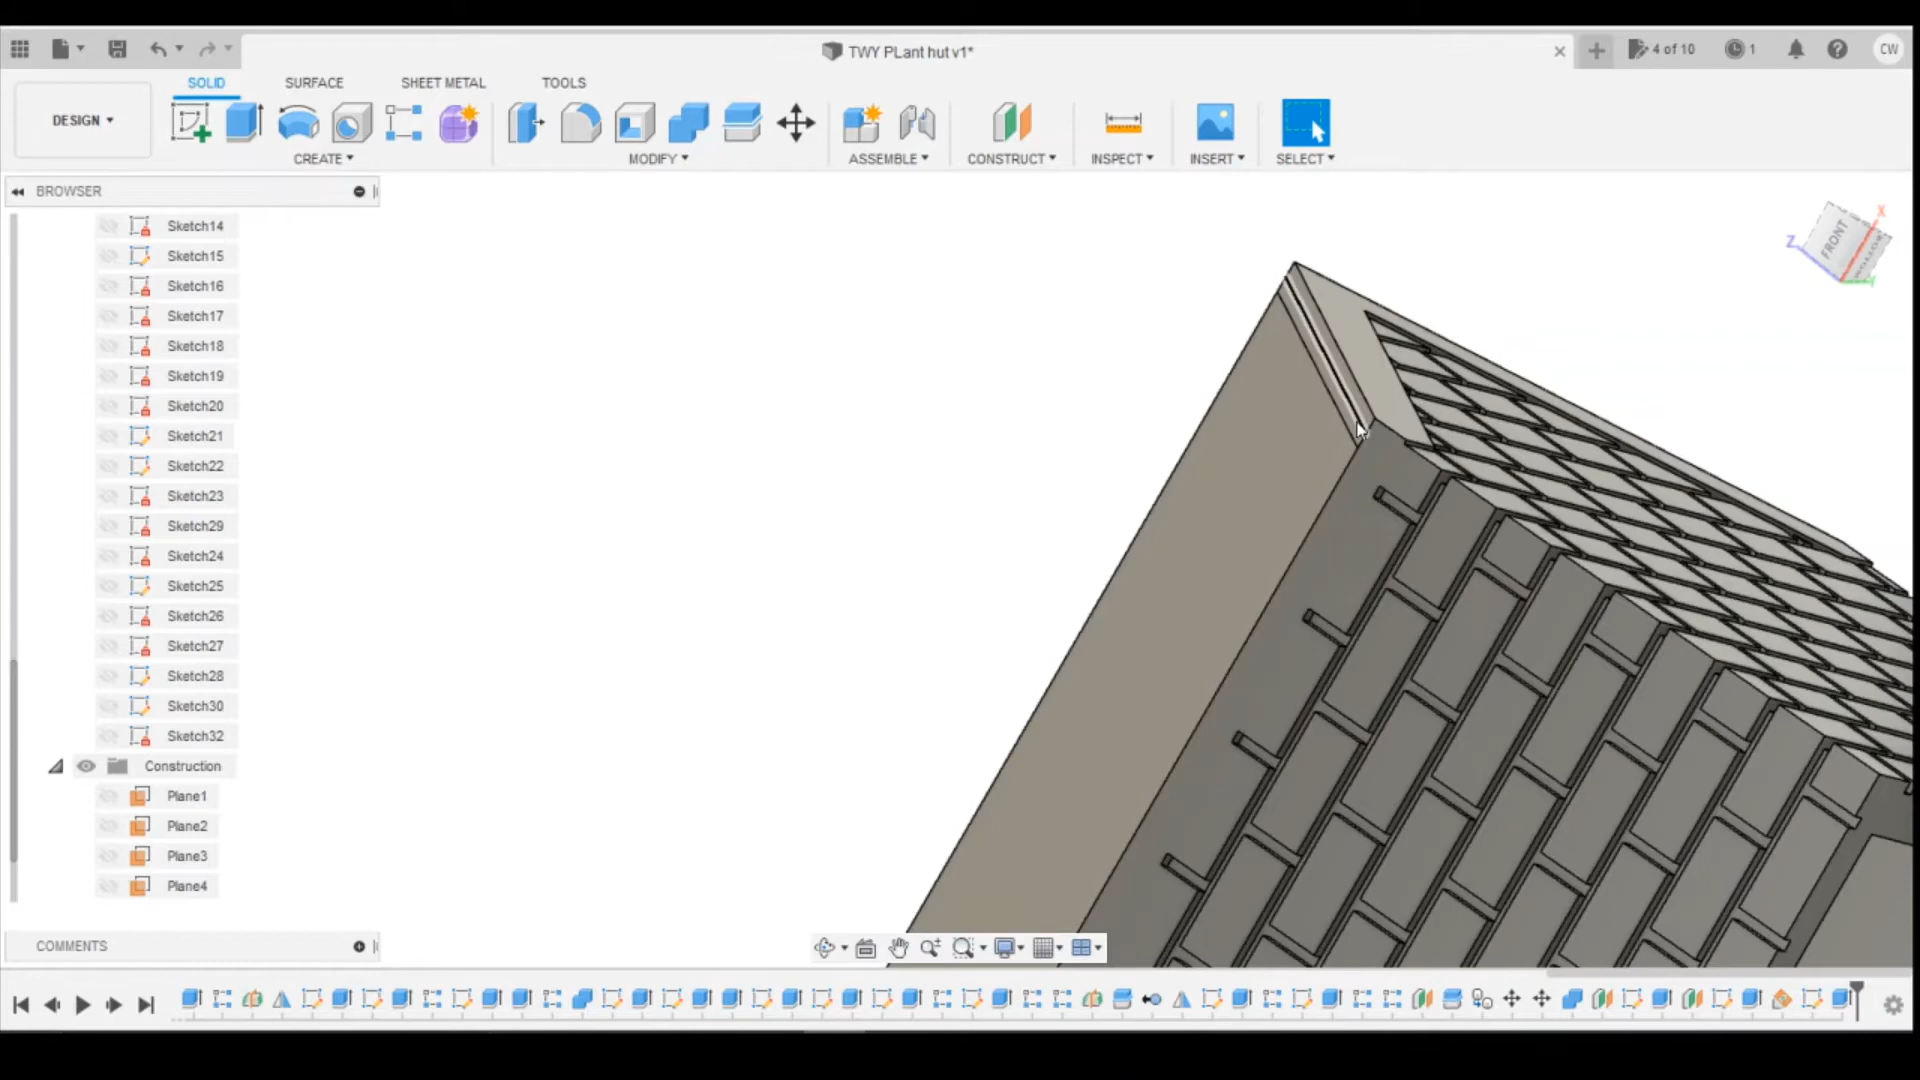 TWY PLant hut v1*
4 of 10
1
CW
DESIGN
SOLID
SURFACE
SHEET METAL
TOOLS
CREATE
MODIFY
ASSEMBLE
CONSTRUCT
INSPECT
INSERT
SELECT
BROWSER
Sketch14
Sketch15
Sketch16
Sketch17
Sketch18
Sketch19
Sketch20
Sketch21
Sketch22
Sketch23
Sketch29
Sketch24
Sketch25
Sketch26
Sketch27
Sketch28
Sketch30
Sketch32
Construction
Plane1
Plane2
Plane3
Plane4
COMMENTS
X
Z
FRONT
BOTTOM
Y